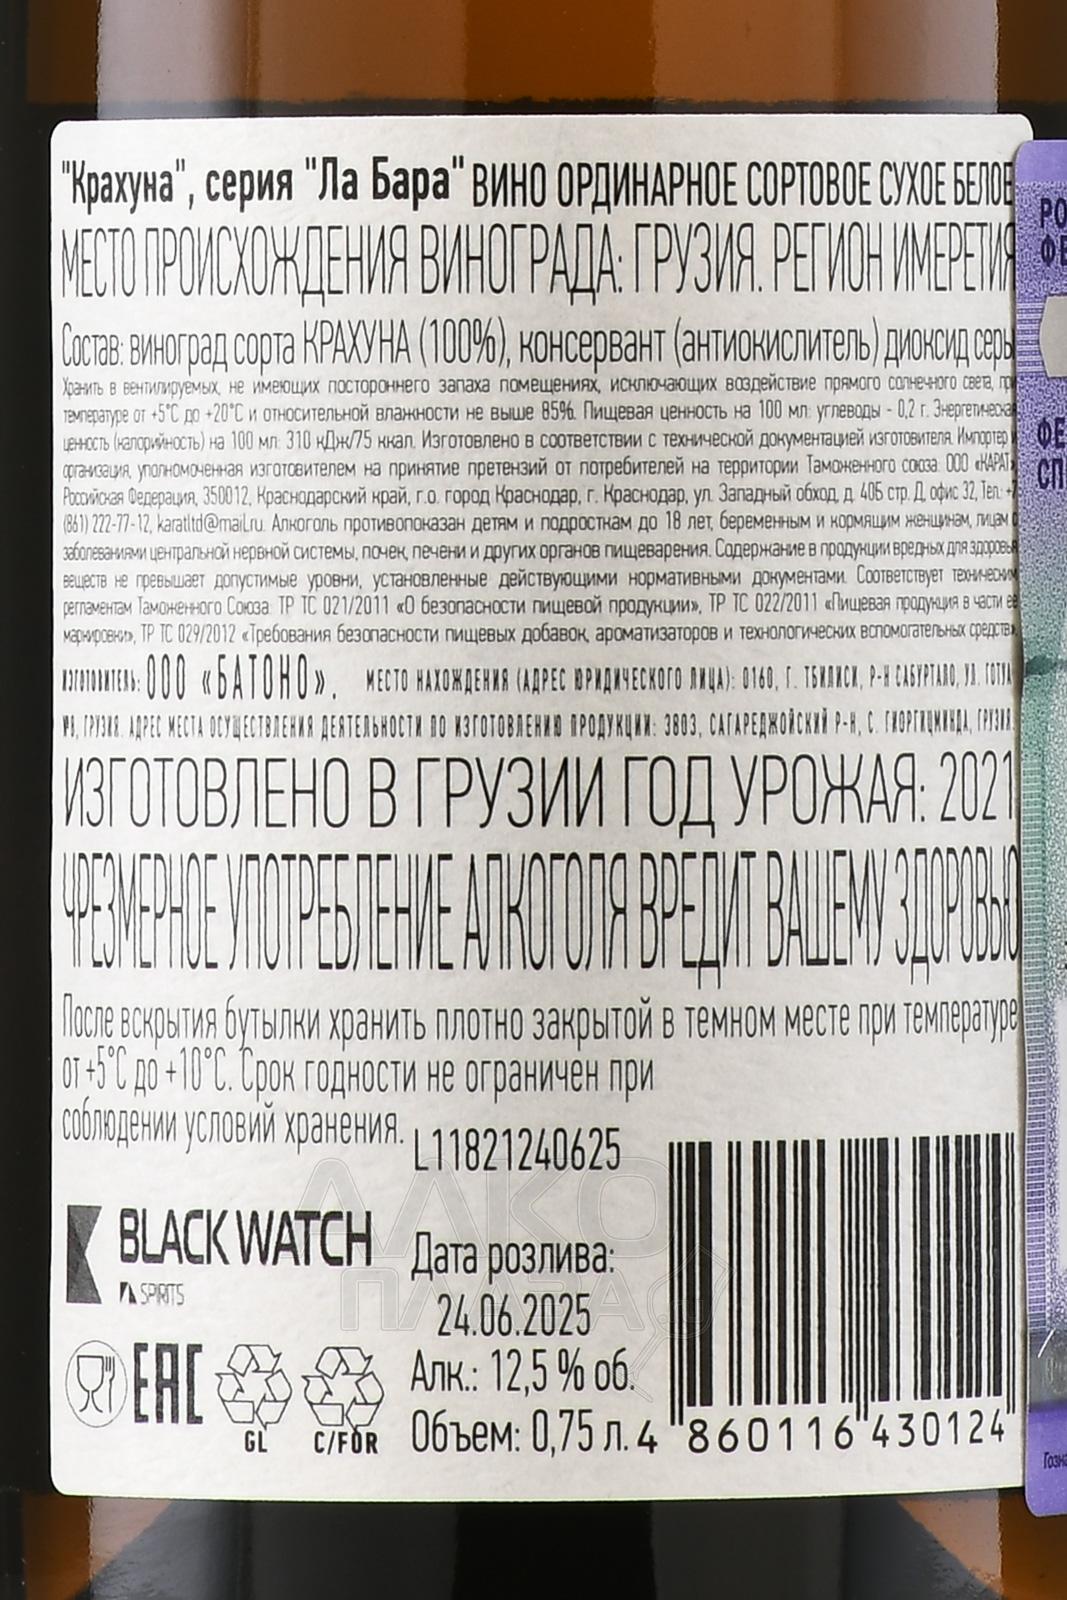 "Крахуна", серия "Ла Бара" ВИНО ОРДИНАРНОЕ СОРТОВОЕ СУХОЕ БЕЛОЕ
МЕСТО ПРОИСХОЖДЕНИЯ ВИНОГРАДА: ГРУЗИЯ. РЕГИОН ИМЕРЕТИЯ
Состав: виноград сорта КРАХУНА (100%), консервант (антиокислитель) диоксид серы
Хранить в вентилируемых, не имеющих постороннего запаха помещениях, исключающих воздействие прямого солнечного света, при
температуре от +5°С до +20°С и относительной влажности не выше 85%. Пищевая ценность на 100 мл: углеводы - 0,2 г. Энергетическая
ценность (калорийность) на 100 мл: 310 кДж/75 ккал. Изготовлено в соответствии с технической документацией изготовителя. Импортер и
организация, уполномоченная изготовителем на принятие претензий от потребителей на территории Таможенного союза: ООО «КАРАТ»,
Российская Федерация, 350012, Краснодарский край, г.о. город Краснодар, г. Краснодар, ул. Западный обход, д. 40Б стр. Д, офис 32, Тел.: +7
(861) 222-77-12, karatltd@mail.ru. Алкоголь противопоказан детям и подросткам до 18 лет, беременным и кормящим женщинам, лицам с
заболеваниями центральной нервной системы, почек, печени и других органов пищеварения. Содержание в продукции вредных для здоровья
веществ не превышает допустимые уровни, установленные действующими нормативными документами. Соответствует техническим
регламентам Таможенного Союза: ТР ТС 021/2011 «О безопасности пищевой продукции», ТР ТС 022/2011 «Пищевая продукция в части ее
маркировки», ТР ТС 029/2012 «Требования безопасности пищевых добавок, ароматизаторов и технологических вспомогательных средств».
ИЗГОТОВИТЕЛЬ: ООО «БАТОНО». МЕСТО НАХОЖДЕНИЯ (АДРЕС ЮРИДИЧЕСКОГО ЛИЦА): 0160, Г. ТБИЛИСИ, Р-Н САБУРТАЛО, УЛ. ГОТУА
№8, ГРУЗИЯ. АДРЕС МЕСТА ОСУЩЕСТВЛЕНИЯ ДЕЯТЕЛЬНОСТИ ПО ИЗГОТОВЛЕНИЮ ПРОДУКЦИИ: 3803, САГАРЕДЖОЙСКИЙ Р-Н, С. ГИОРГИЦМИНДА, ГРУЗИЯ.
ИЗГОТОВЛЕНО В ГРУЗИИ ГОД УРОЖАЯ: 2021
ЧРЕЗМЕРНОЕ УПОТРЕБЛЕНИЕ АЛКОГОЛЯ ВРЕДИТ ВАШЕМУ ЗДОРОВЬЮ
После вскрытия бутылки хранить плотно закрытой в темном месте при температуре
от +5°С до +10°С. Срок годности не ограничен при
соблюдении условий хранения.
L11821240625
BLACK WATCH
SPIRITS
Дата розлива:
24.06.2025
Алк.: 12,5 % об.
Объем: 0,75 л.
EAC
GL
C/FOR
4 860116 430124
АЛКО
ПЛАЗА
РО
ФЕ
ФЕ
СП
Гозна